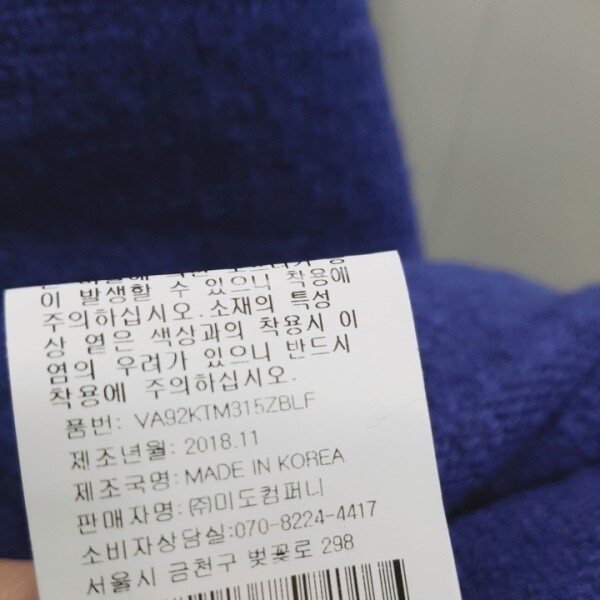 이 발생할 수 있으니 착용에
주의하십시오.소재의 특성
상 옅은 색상과의 착용시 이
염의 우려가 있으니 반드시
착용에 주의하십시오.
품번: VA92KTM315ZBLF
제조년월: 2018.11
제조국명: MADE IN KOREA
판매자명: ㈜미도컴퍼니
소비자상담실:070-8224-4417
서울시 금천구 벚꽃로 298